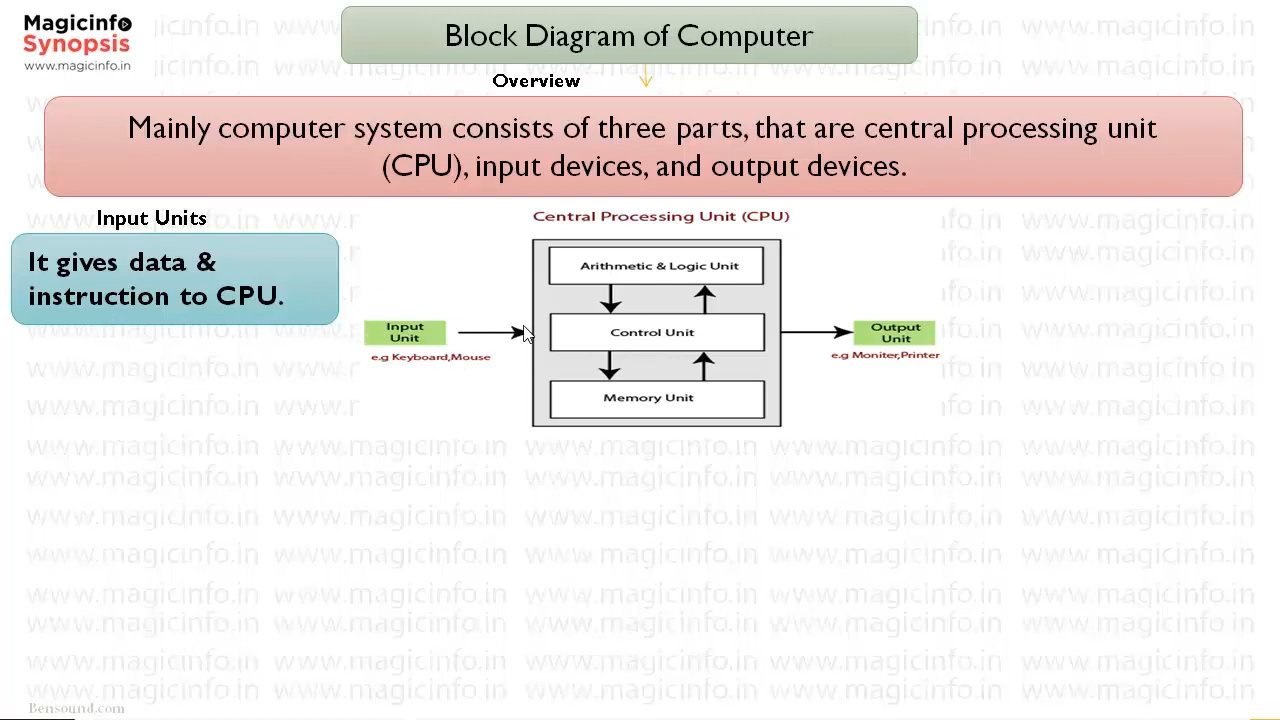 Magicinfo
Synopsis
www.magicinfo.in
Block Diagram of Computer
Overview
Mainly computer system consists of three parts, that are central processing unit
(CPU), input devices, and output devices.
Input Units
It gives data &
instruction to CPU.
Central Processing Unit (CPU)
Arithmetic & Logic Unit
Control Unit
Memory Unit
Input
Unit
e.g Keyboard,Mouse
Output
Unit
e.g Moniter,Printer
Bensound.com